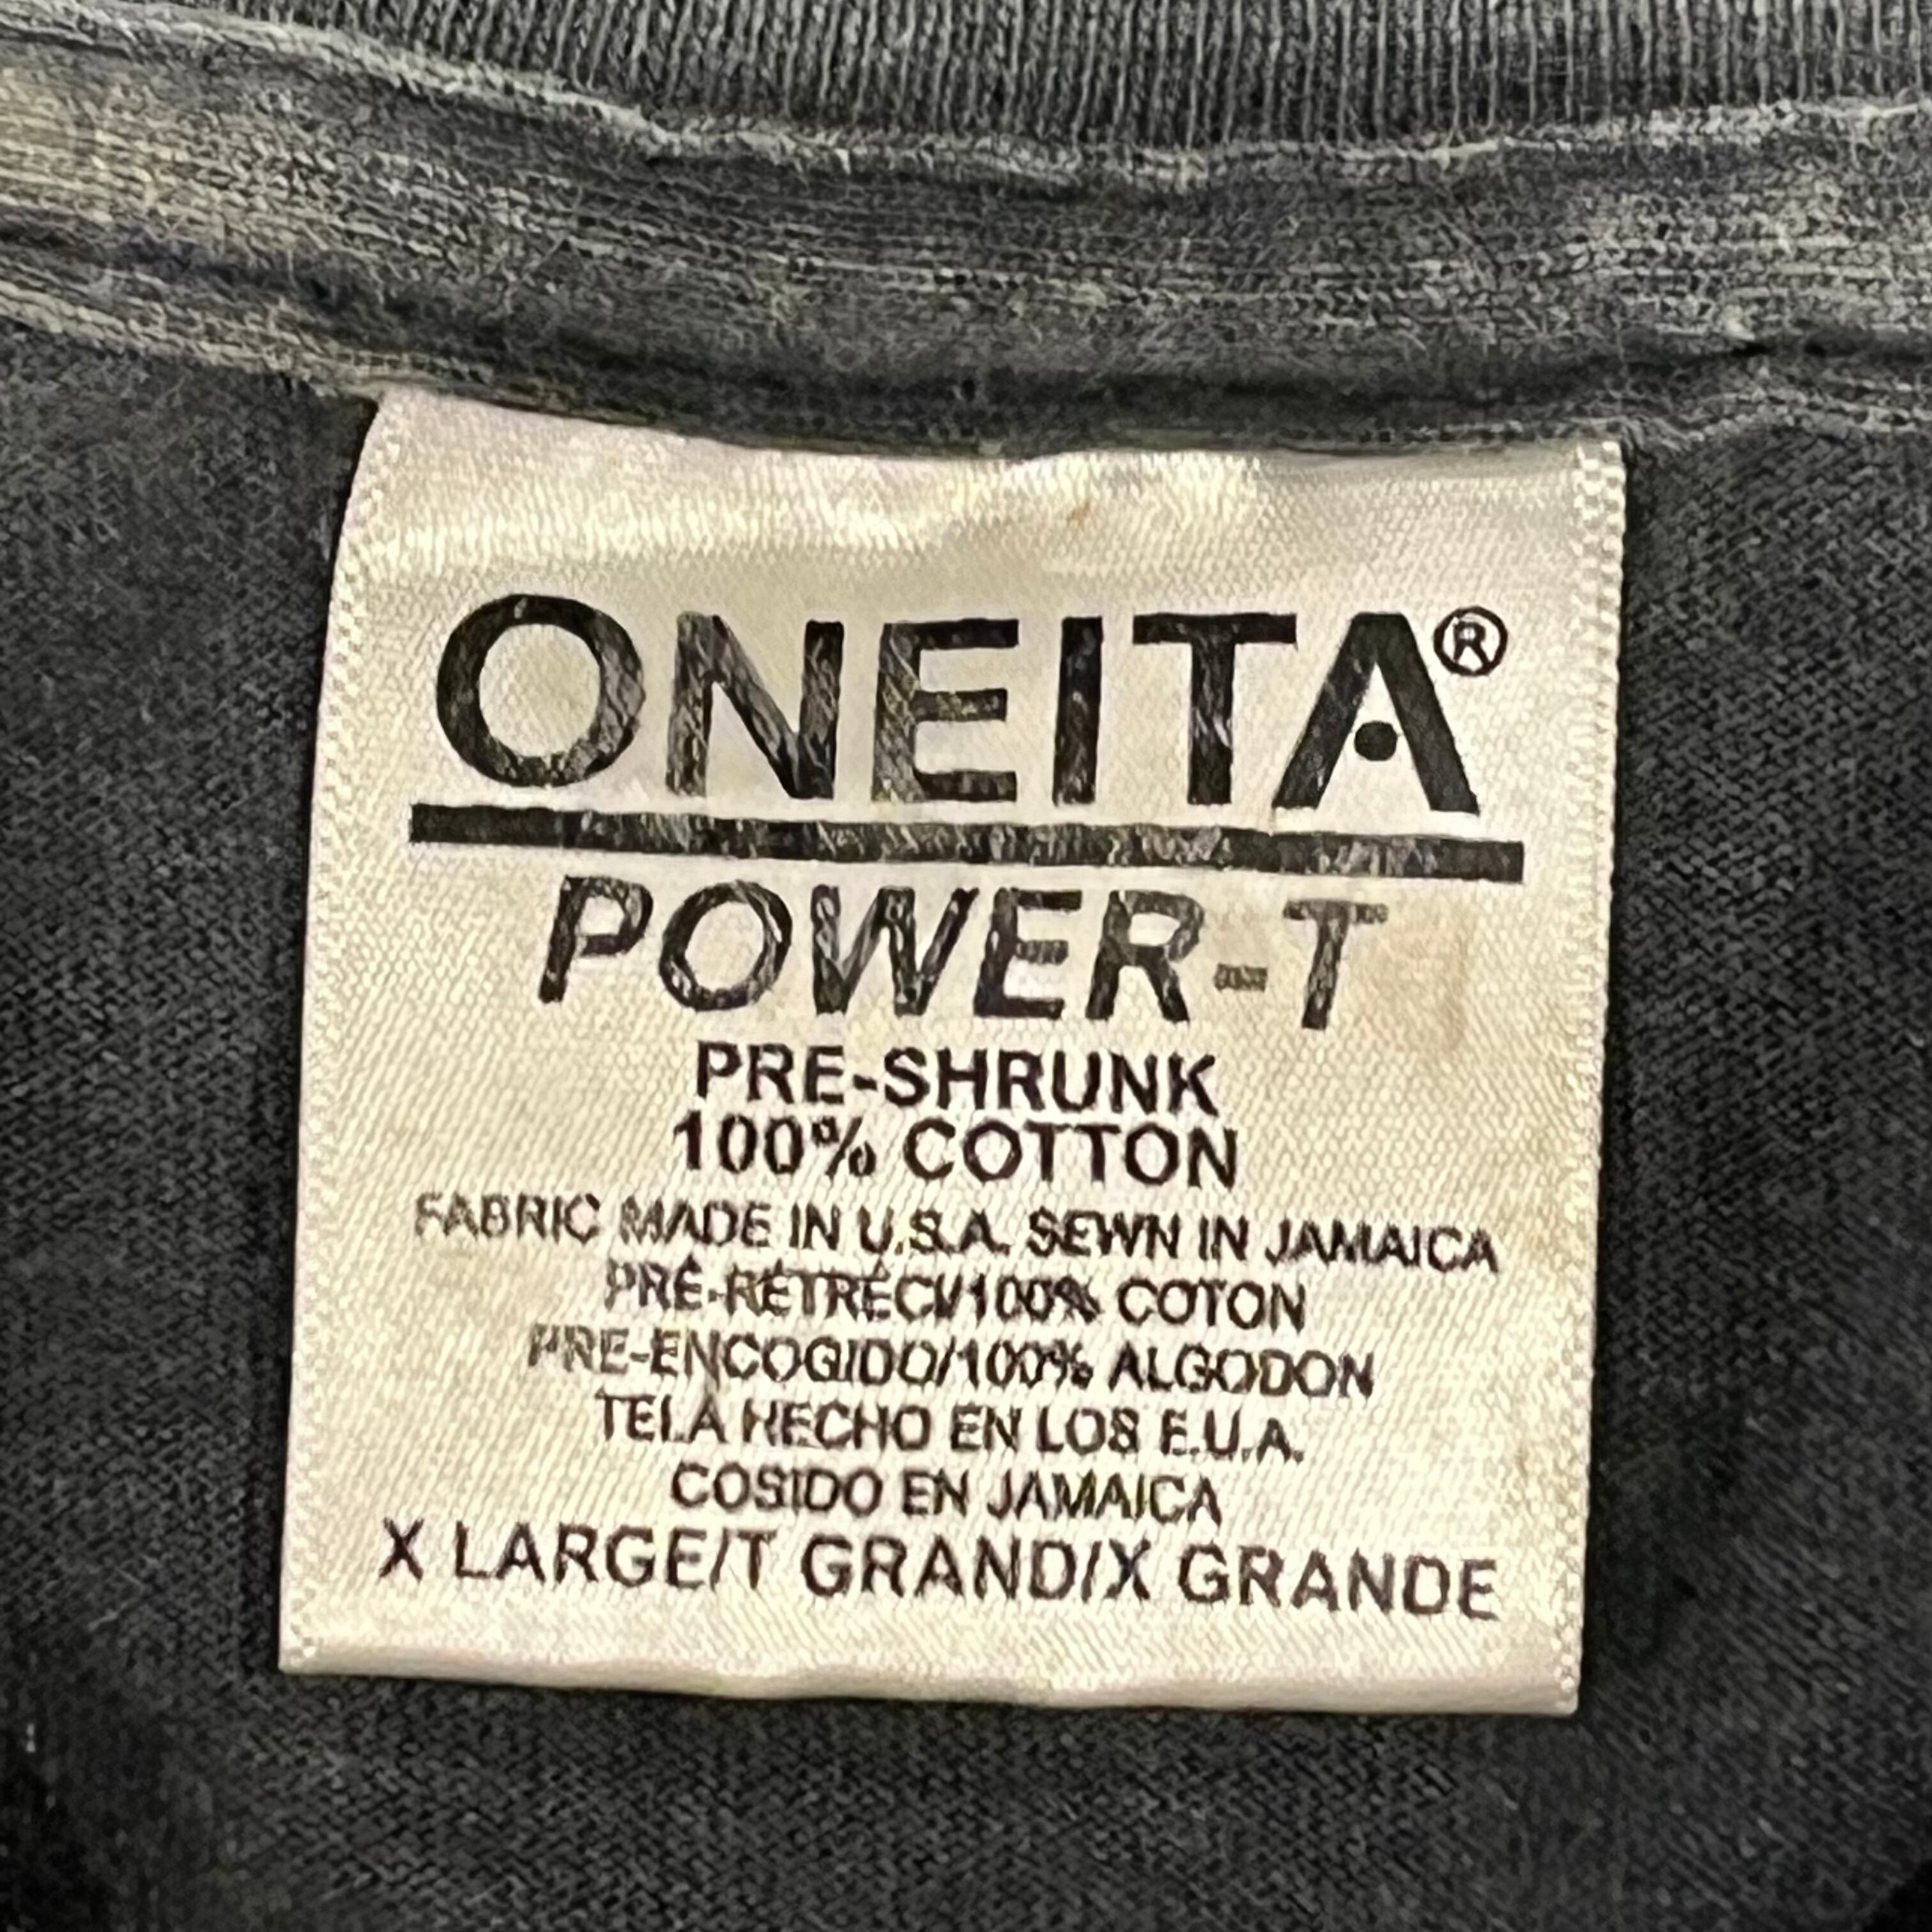 ONEITA®
POWER-T
PRE-SHRUNK
100% COTTON
FABRIC MADE IN U.S.A. SEWN IN JAMAICA
PRÉ-RÉTRÉCI/100% COTON
PRE-ENCOGIDO/100% ALGODON
TELA HECHO EN LOS E.U.A.
COSIDO EN JAMAICA
X LARGE/T GRAND/X GRANDE